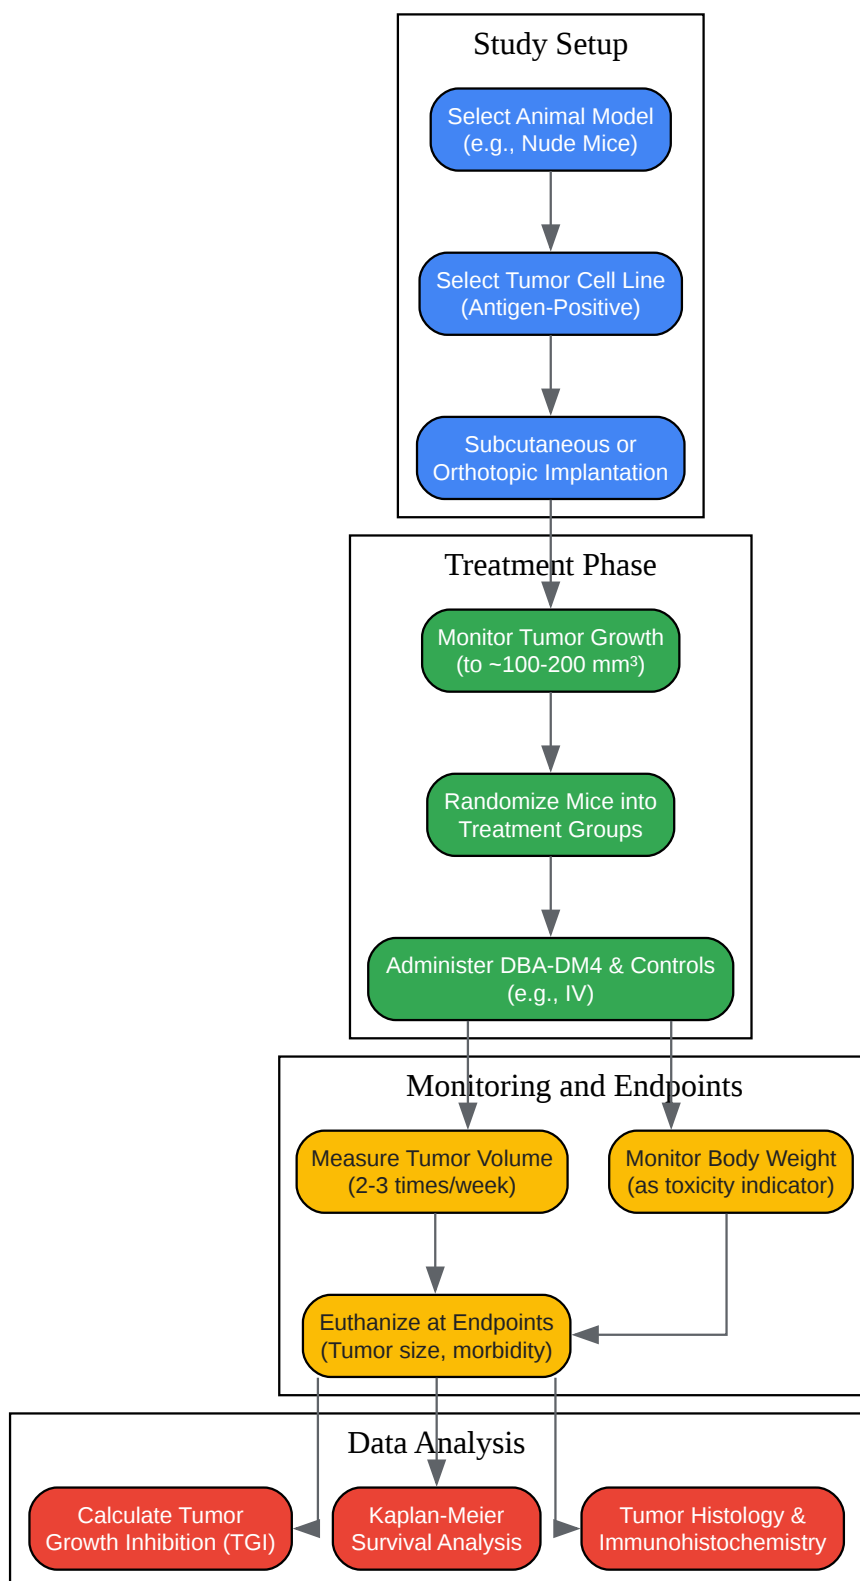 Study Setup
Select Animal Model
(e.g., Nude Mice)
Select Tumor Cell Line
(Antigen-Positive)
Subcutaneous or
Orthotopic Implantation
Treatment Phase
Monitor Tumor Growth
(to ~100-200 mm³)
Randomize Mice into
Treatment Groups
Administer DBA-DM4 & Controls
(e.g., IV)
Monitoring and Endpoints
Measure Tumor Volume
(2-3 times/week)
Monitor Body Weight
(as toxicity indicator)
Euthanize at Endpoints
(Tumor size, morbidity)
Data Analysis
Calculate Tumor
Growth Inhibition (TGI)
Kaplan-Meier
Survival Analysis
Tumor Histology &
Immunohistochemistry